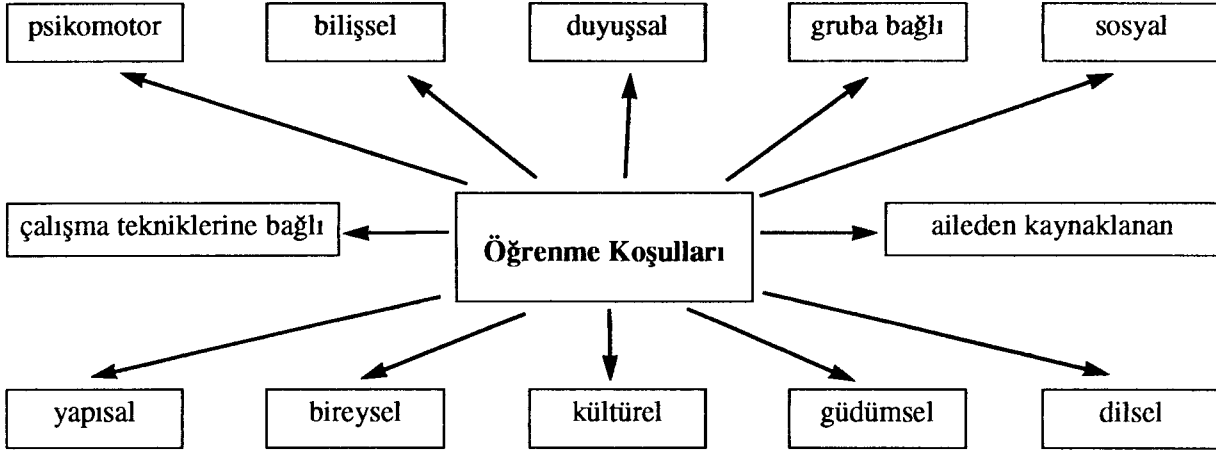 psikomotor
bilişsel
duyuşsal
gruba bağlı
sosyal
çalışma tekniklerine bağlı
Öğrenme Koşulları
aileden kaynaklanan
yapısal
bireysel
kültürel
güdümsel
dilsel